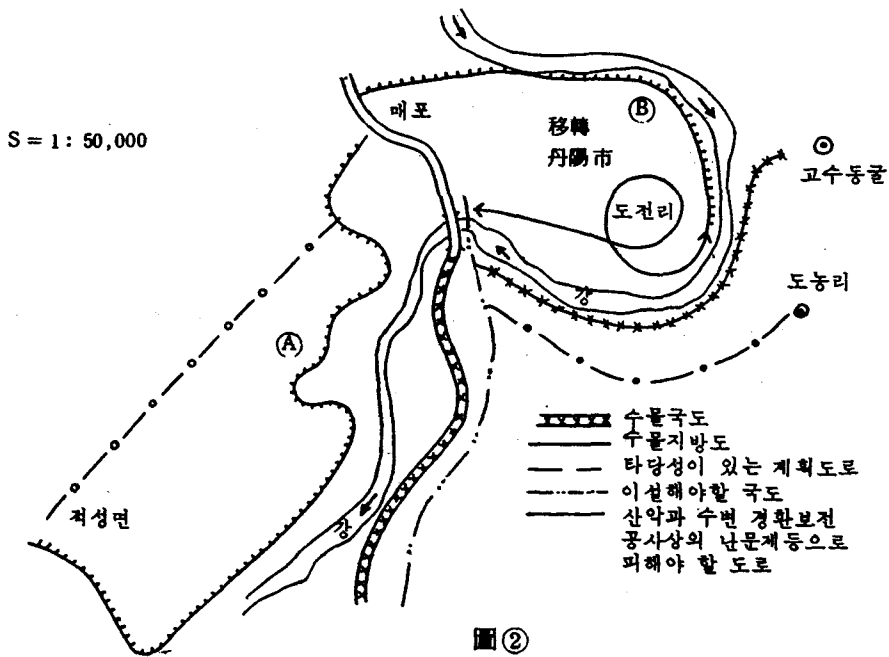 매포
Ⓑ
S = 1 : 50,000
移轉
丹陽市
고수동굴
도전리
도농리
강
Ⓐ
수몰국도
수몰지방도
타당성이 있는 계획도로
이설해야할 국도
산악과 수변 경환보전
공사상의 난문제등으로
피해야 할 도로
적성면
강
圖②